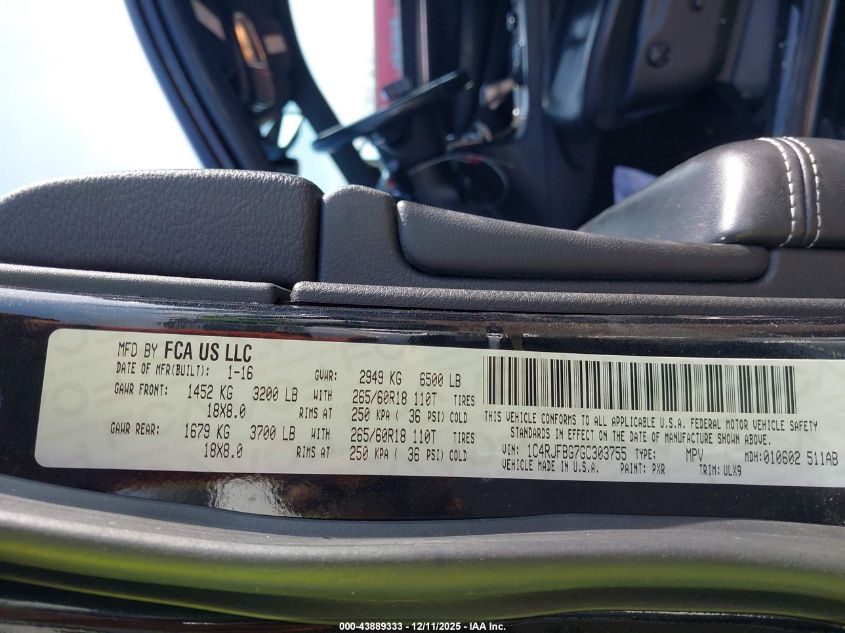 MFD BY FCA US LLC
DATE OF MFR(BUILT): 1-16 GVWR: 2949 KG 6500 LB
GAWR FRONT: 1452 KG 3200 LB WITH 265/60R18 110T TIRES
18X8.0 RIMS AT 250 KPA ( 36 PSI) COLD
GAWR REAR: 1679 KG 3700 LB WITH 265/60R18 110T TIRES
18X8.0 RIMS AT 250 KPA ( 36 PSI) COLD
THIS VEHICLE CONFORMS TO ALL APPLICABLE U.S.A. FEDERAL MOTOR VEHICLE SAFETY
STANDARDS IN EFFECT ON THE DATE OF MANUFACTURE SHOWN ABOVE.
VIN: 1C4RJFBG7GC303755 TYPE: MPV MDH:010602 511AB
VEHICLE MADE IN U.S.A. PAINT: PXR TRIM: ULX9
000-43889333 - 12/11/2025 - IAA Inc.